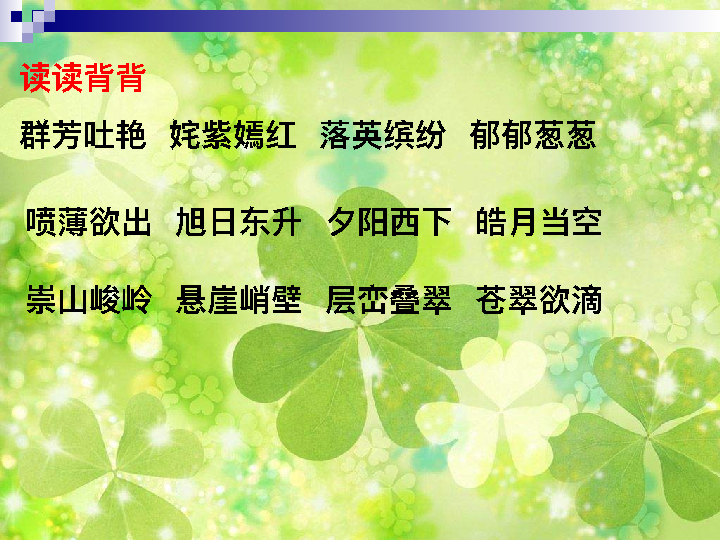 读读背背
群芳吐艳 姹紫嫣红 落英缤纷 郁郁葱葱
喷薄欲出 旭日东升 夕阳西下 皓月当空
崇山峻岭 悬崖峭壁 层峦叠翠 苍翠欲滴